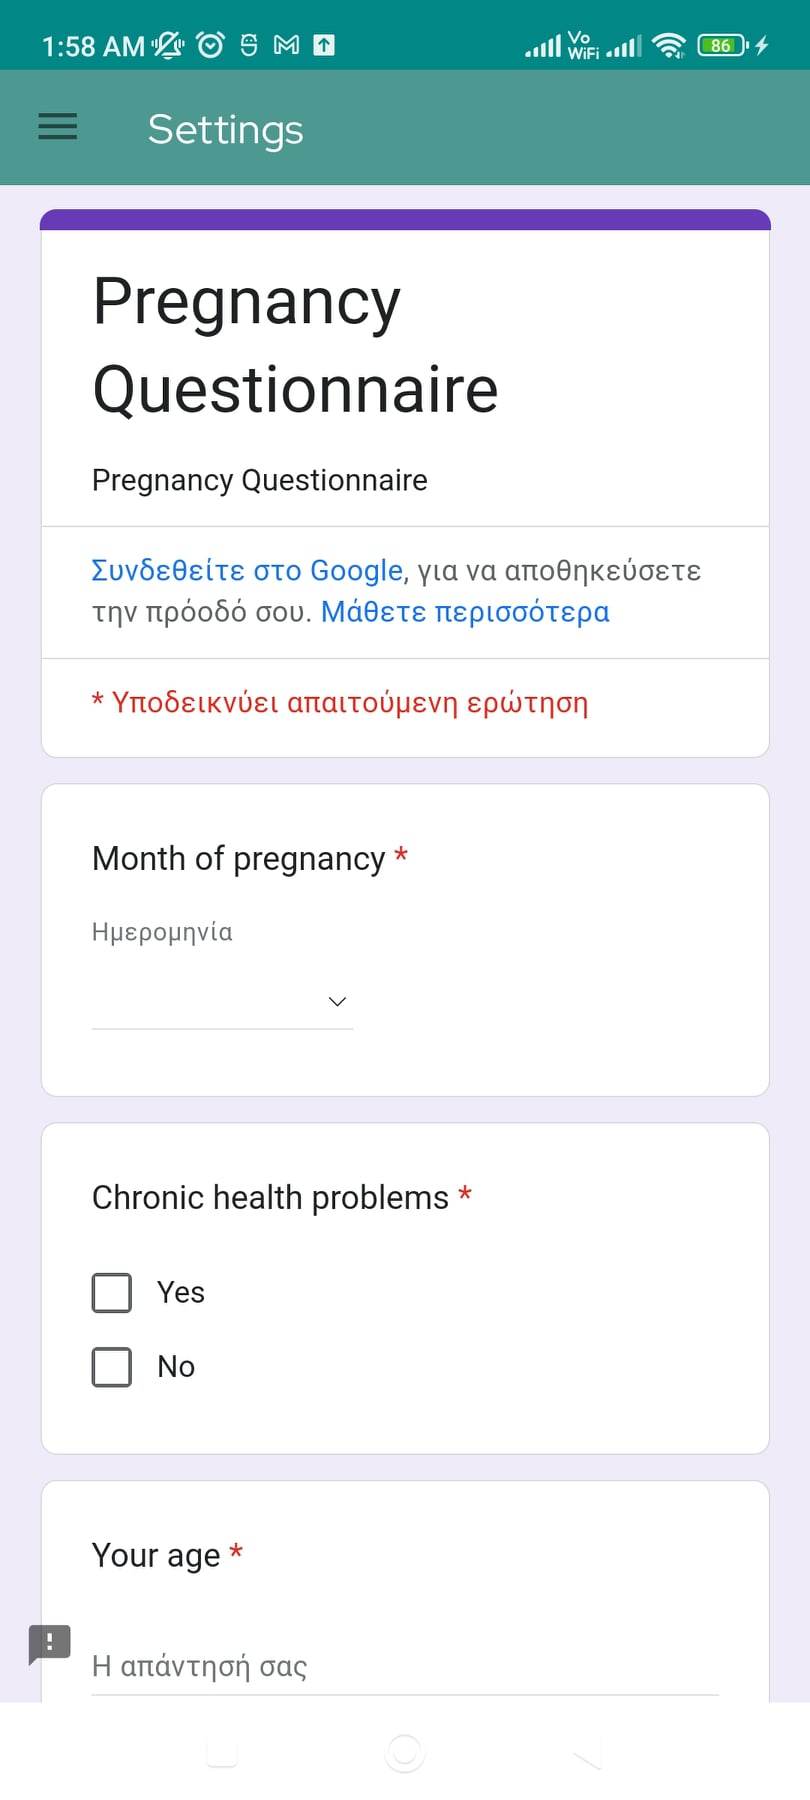 1:58 AM
Vo
WiFi
86
Settings
Pregnancy
Questionnaire
Pregnancy Questionnaire
Συνδεθείτε στο Google, για να αποθηκεύσετε
την πρόοδό σου. Μάθετε περισσότερα
* Υποδεικνύει απαιτούμενη ερώτηση
Month of pregnancy *
Ημερομηνία
Chronic health problems *
Yes
No
Your age *
Η απάντησή σας